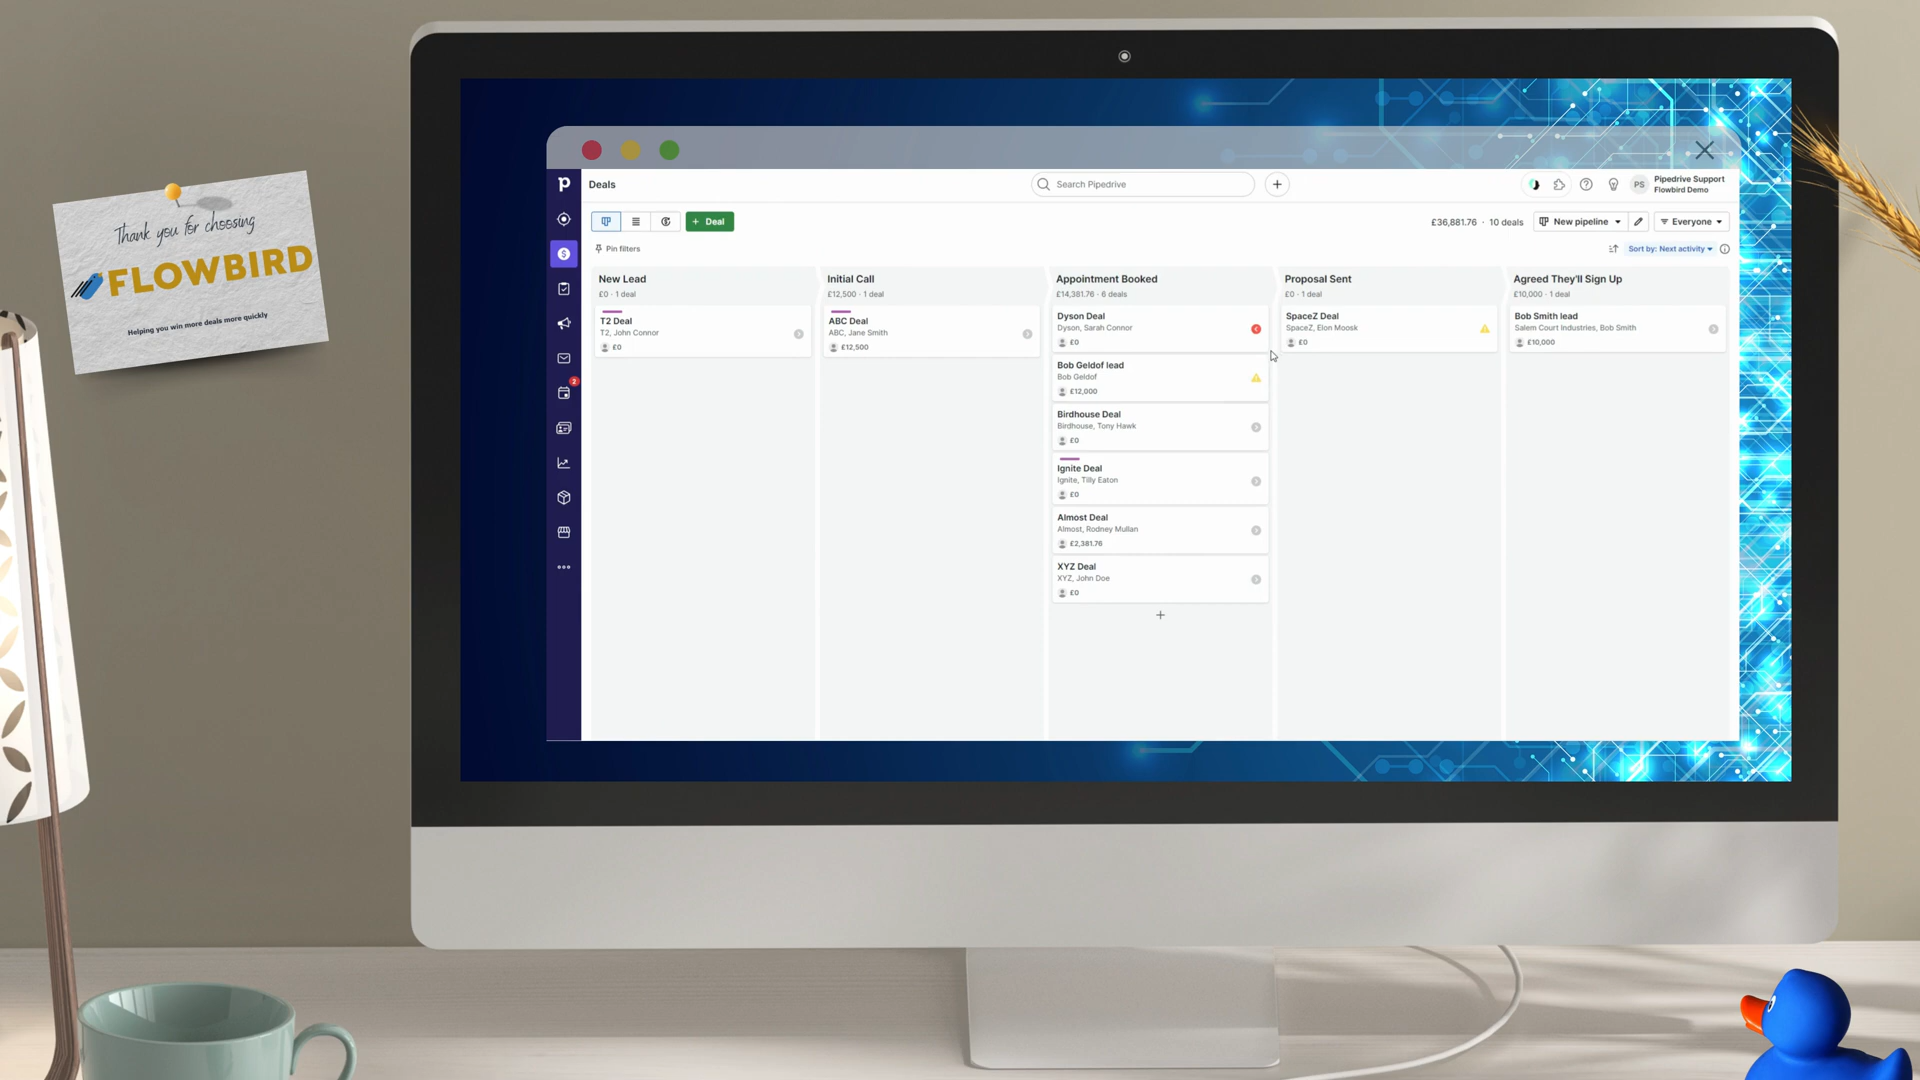 Thank you for choosing
FLOWBIRD
Helping you win more deals more quickly
Deals
Search Pipedrive
PS
Pipedrive Support
Flowbird Demo
+ Deal
£36,881.76 · 10 deals
New pipeline
Everyone
Pin filters
Sort by: Next activity
2
New Lead
£0 · 1 deal
T2 Deal
T2, John Connor
£0
Initial Call
£12,500 · 1 deal
ABC Deal
ABC, Jane Smith
£12,500
Appointment Booked
£14,381.76 · 6 deals
Dyson Deal
Dyson, Sarah Connor
£0
Bob Geldof lead
Bob Geldof
£12,000
Birdhouse Deal
Birdhouse, Tony Hawk
£0
Ignite Deal
Ignite, Tilly Eaton
£0
Almost Deal
Almost, Rodney Mullan
£2,381.76
XYZ Deal
XYZ, John Doe
£0
Proposal Sent
£0 · 1 deal
SpaceZ Deal
SpaceZ, Elon Moosk
£0
Agreed They'll Sign Up
£10,000 · 1 deal
Bob Smith lead
Salem Court Industries, Bob Smith
£10,000